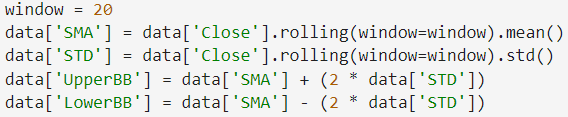 window = 20
data['SMA'] = data['Close'].rolling(window=window).mean()
data['STD'] = data['Close'].rolling(window=window).std()
data['UpperBB'] = data['SMA'] + (2 * data['STD'])
data['LowerBB'] = data['SMA'] - (2 * data['STD'])